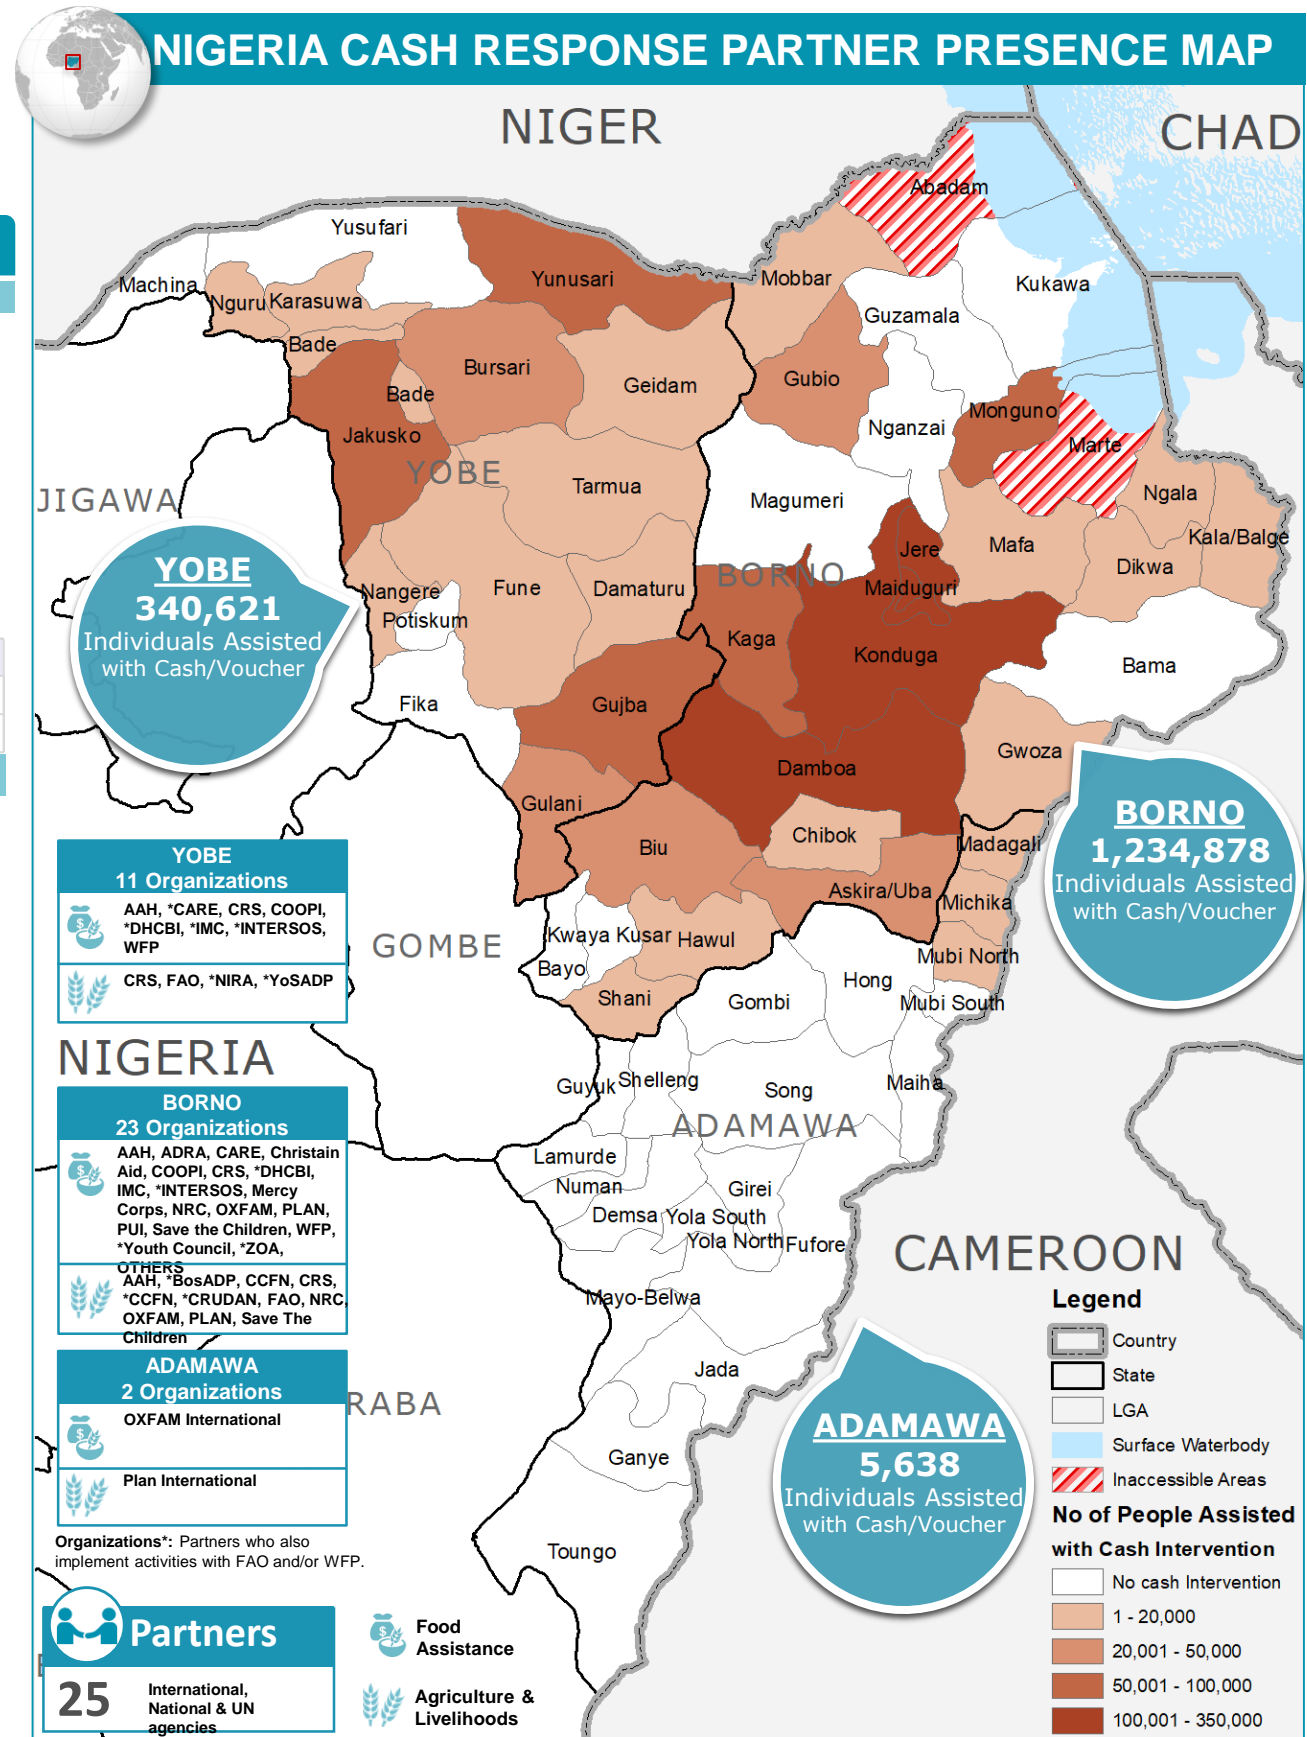 NIGERIA CASH RESPONSE PARTNER PRESENCE MAP
NIGER
CHAD
Abadam
Yusufari
Machina
Yunusari
Mobbar
Kukawa
Nguru
Karasuwa
Guzamala
Bade
Bursari
Geidam
Gubio
Bade
Monguno
Jakusko
Nganzai
Marte
YOBE
Tarmua
Magumeri
Ngala
JIGAWA
Kala/Balge
Jere
Mafa
Dikwa
BORNO
Nangere
Fune
Damaturu
Maiduguri
Potiskum
Kaga
Konduga
Bama
Fika
Gujba
Gwoza
Damboa
Gulani
Chibok
Madagali
Biu
Askira/Uba
Michika
Kwaya Kusar
Hawul
GOMBE
Mubi North
Bayo
Hong
Shani
Gombi
Mubi South
Guyuk
Shelleng
Song
Maiha
ADAMAWA
Lamurde
Numan
Girei
Demsa
Yola South
Yola North
Fufore
Mayo-Belwa
Jada
Ganye
Toungo
CAMEROON
NIGERIA
RABA
YOBE
340,621
Individuals Assisted
with Cash/Voucher
BORNO
1,234,878
Individuals Assisted
with Cash/Voucher
ADAMAWA
5,638
Individuals Assisted
with Cash/Voucher
YOBE
11 Organizations
AAH, *CARE, CRS, COOPI,
*DHCBI, *IMC, *INTERSOS,
WFP
CRS, FAO, *NIRA, *YoSADP
BORNO
23 Organizations
AAH, ADRA, CARE, Christain
Aid, COOPI, CRS, *DHCBI,
IMC, *INTERSOS, Mercy
Corps, NRC, OXFAM, PLAN,
PUI, Save the Children, WFP,
*Youth Council, *ZOA,
OTHERS
AAH, *BosADP, CCFN, CRS,
*CCFN, *CRUDAN, FAO, NRC,
OXFAM, PLAN, Save The
Children
ADAMAWA
2 Organizations
OXFAM International
Plan International
Organizations*: Partners who also
implement activities with FAO and/or WFP.
Partners
25
International,
National & UN
agencies
Food
Assistance
Agriculture &
Livelihoods
Legend
Country
State
LGA
Surface Waterbody
Inaccessible Areas
No of People Assisted
with Cash Intervention
No cash Intervention
1 - 20,000
20,001 - 50,000
50,001 - 100,000
100,001 - 350,000